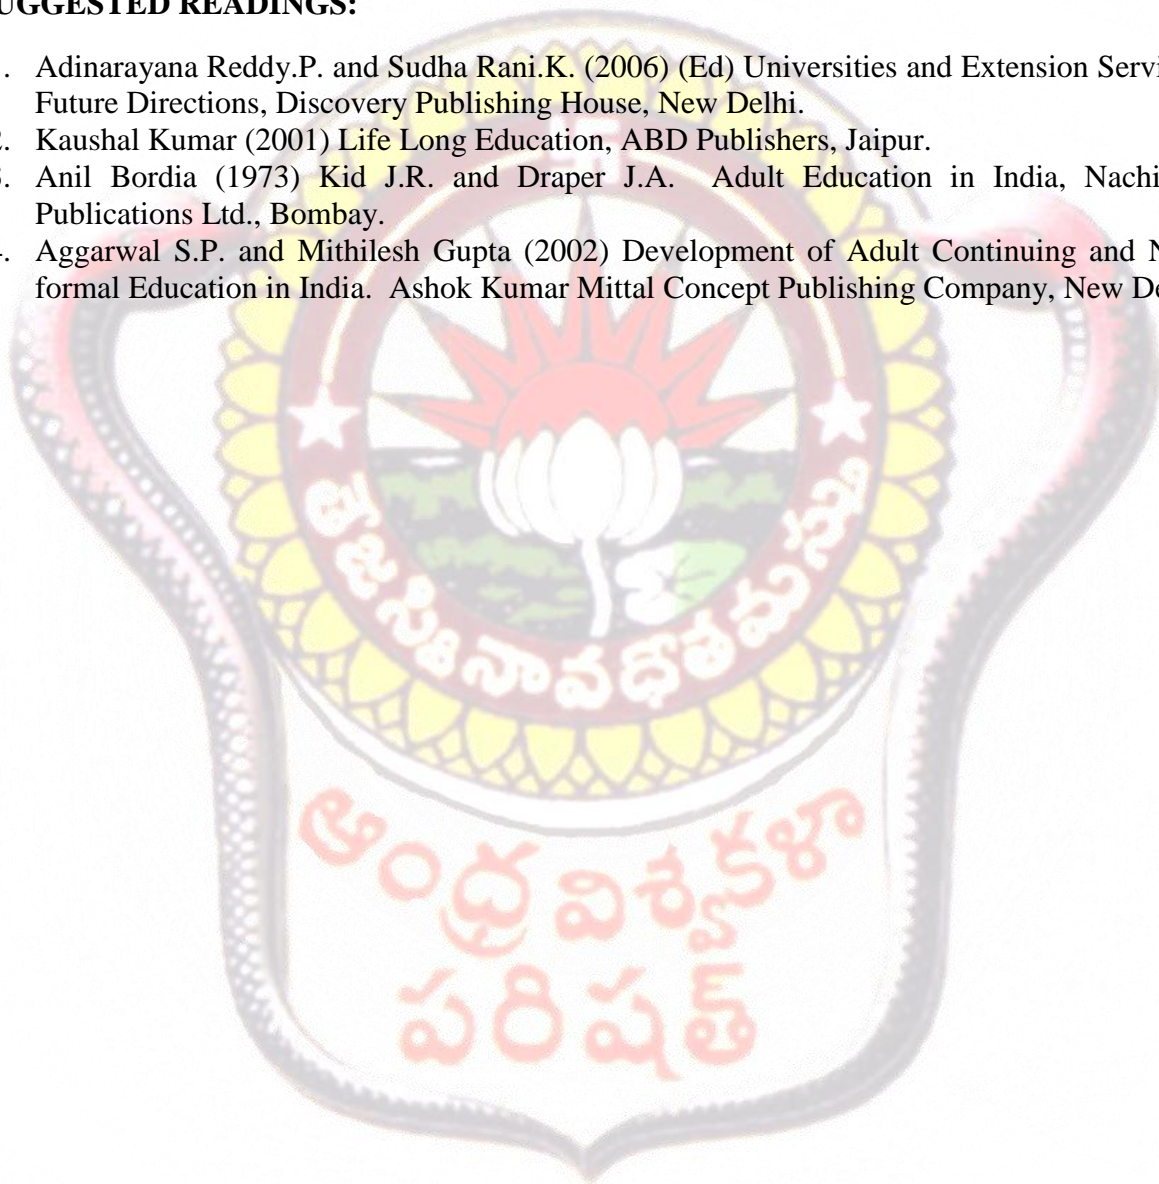 UGGESTED READINGS:
. Adinarayana Reddy.P. and Sudha Rani.K. (2006) (Ed) Universities and Extension Servi
Future Directions, Discovery Publishing House, New Delhi.
. Kaushal Kumar (2001) Life Long Education, ABD Publishers, Jaipur.
. Anil Bordia (1973) Kid J.R. and Draper J.A. Adult Education in India, Nachi
Publications Ltd., Bombay.
. Aggarwal S.P. and Mithilesh Gupta (2002) Development of Adult Continuing and N
formal Education in India. Ashok Kumar Mittal Concept Publishing Company, New De
తేజస్వినావధీతమస్తు
ఆంధ్ర విశ్వకళా
పరిషత్